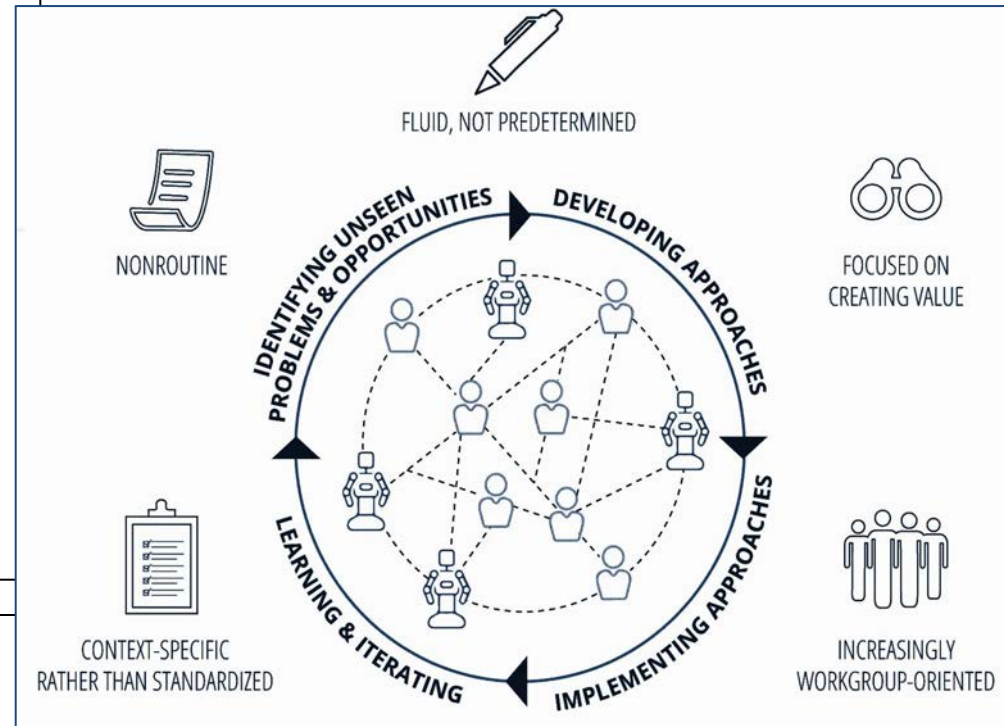 FLUID, NOT PREDETERMINED
NONROUTINE
FOCUSED ON
CREATING VALUE
IDENTIFYING UNSEEN
PROBLEMS & OPPORTUNITIES
DEVELOPING APPROACHES
IMPLEMENTING APPROACHES
LEARNING & ITERATING
CONTEXT-SPECIFIC
RATHER THAN STANDARDIZED
INCREASINGLY
WORKGROUP-ORIENTED